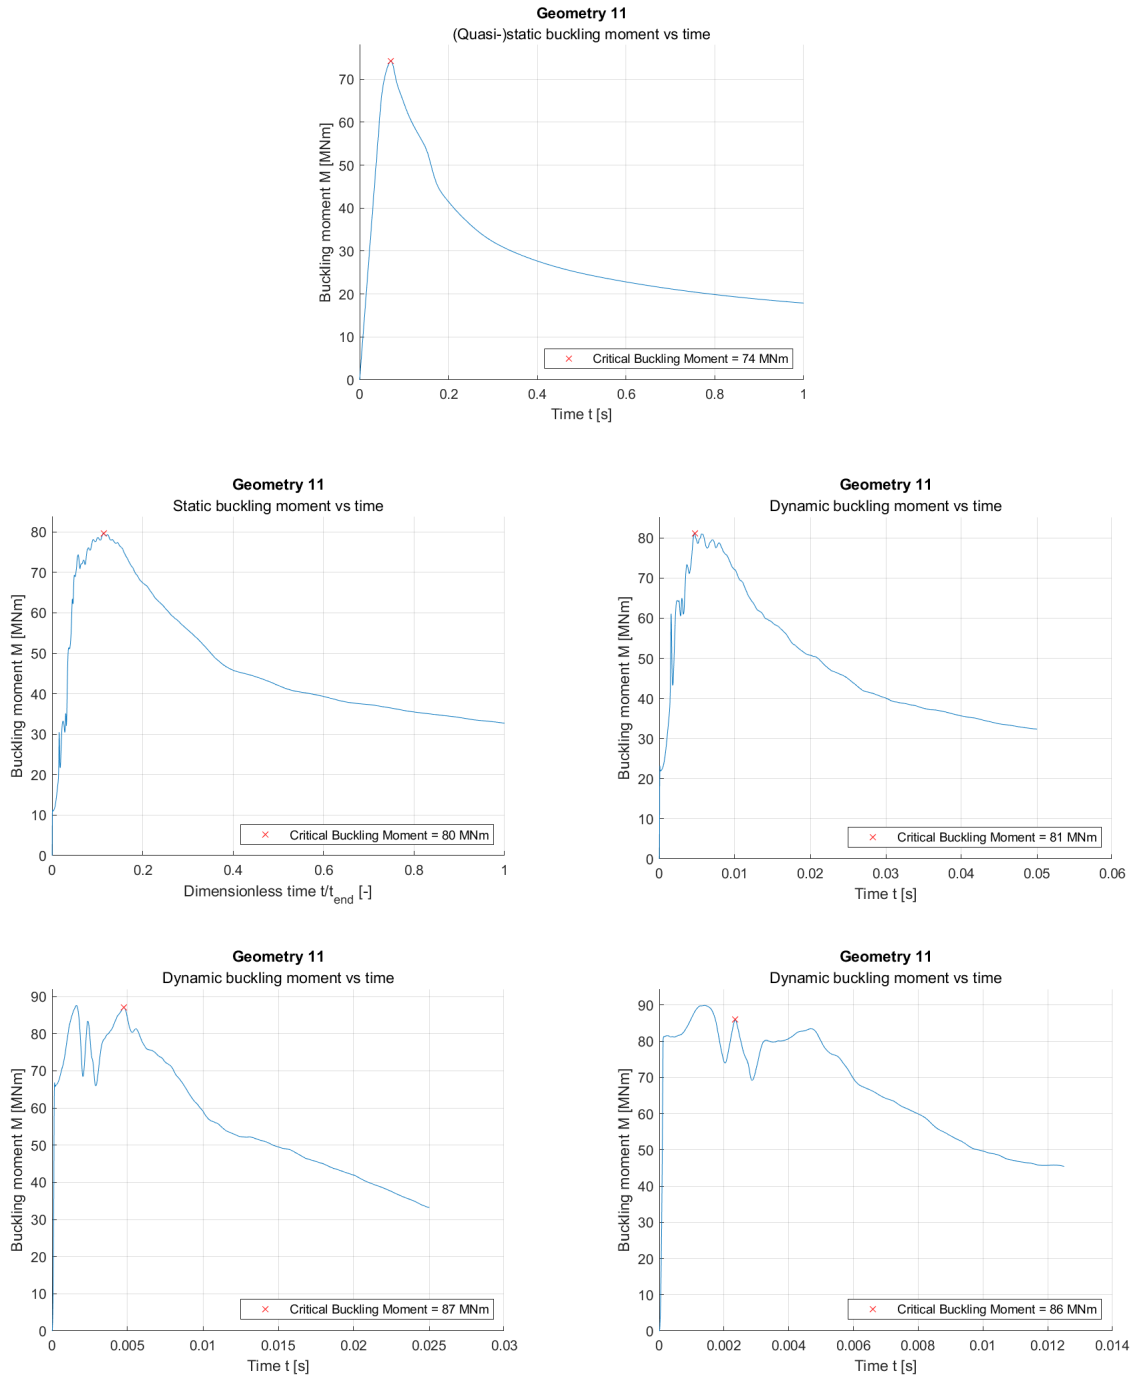 Geometry 11
(Quasi-)static buckling moment vs time
Buckling moment M [MNm]
70
60
50
40
30
20
10
0
Critical Buckling Moment = 74 MNm
0 0.2 0.4 0.6 0.8 1
Time t [s]
Geometry 11
Static buckling moment vs time
Buckling moment M [MNm]
80
70
60
50
40
30
20
10
0
Critical Buckling Moment = 80 MNm
0 0.2 0.4 0.6 0.8 1
Dimensionless time t/tend [-]
Geometry 11
Dynamic buckling moment vs time
Buckling moment M [MNm]
80
70
60
50
40
30
20
10
0
Critical Buckling Moment = 81 MNm
0 0.01 0.02 0.03 0.04 0.05 0.06
Time t [s]
Geometry 11
Dynamic buckling moment vs time
Buckling moment M [MNm]
90
80
70
60
50
40
30
20
10
0
Critical Buckling Moment = 87 MNm
0 0.005 0.01 0.015 0.02 0.025 0.03
Time t [s]
Geometry 11
Dynamic buckling moment vs time
Buckling moment M [MNm]
90
80
70
60
50
40
30
20
10
0
Critical Buckling Moment = 86 MNm
0 0.002 0.004 0.006 0.008 0.01 0.012 0.014
Time t [s]